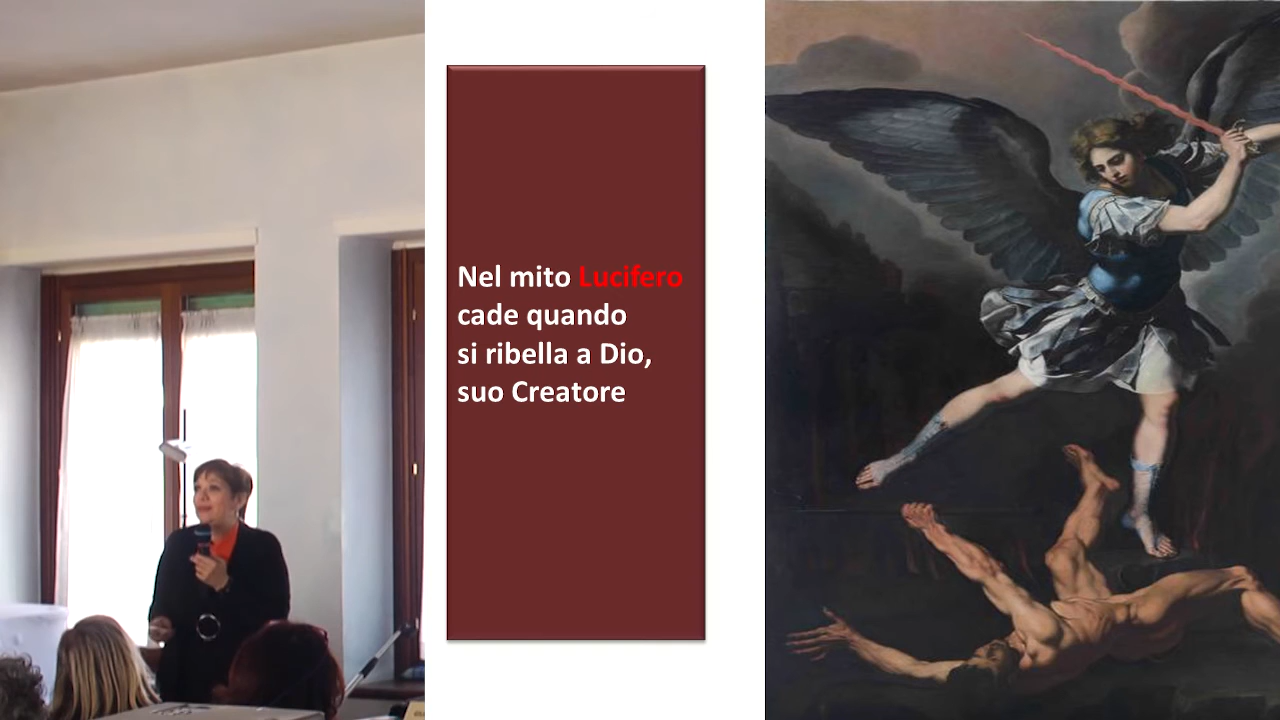 Nel mito Lucifero
cade quando
si ribella a Dio,
suo Creatore